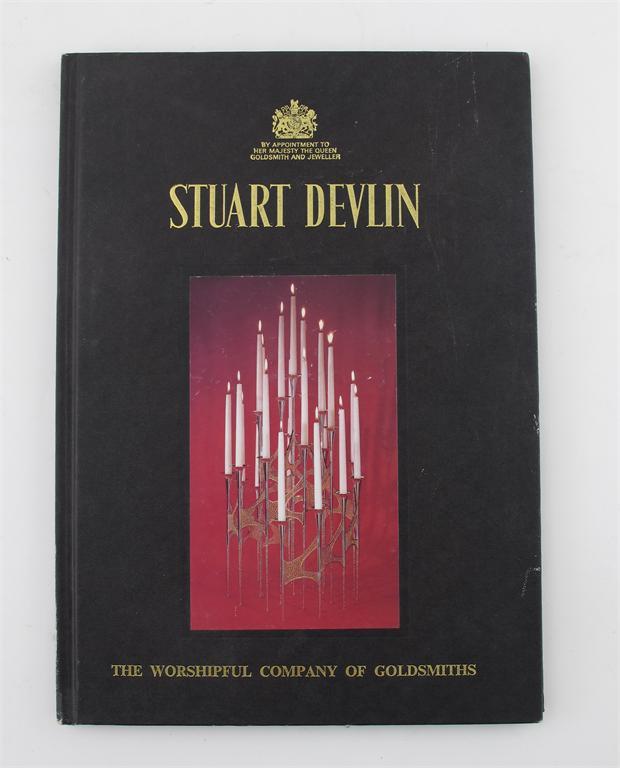 BY APPOINTMENT TO
HER MAJESTY THE QUEEN
GOLDSMITH AND JEWELLER
STUART DEVLIN
THE WORSHIPFUL COMPANY OF GOLDSMITHS